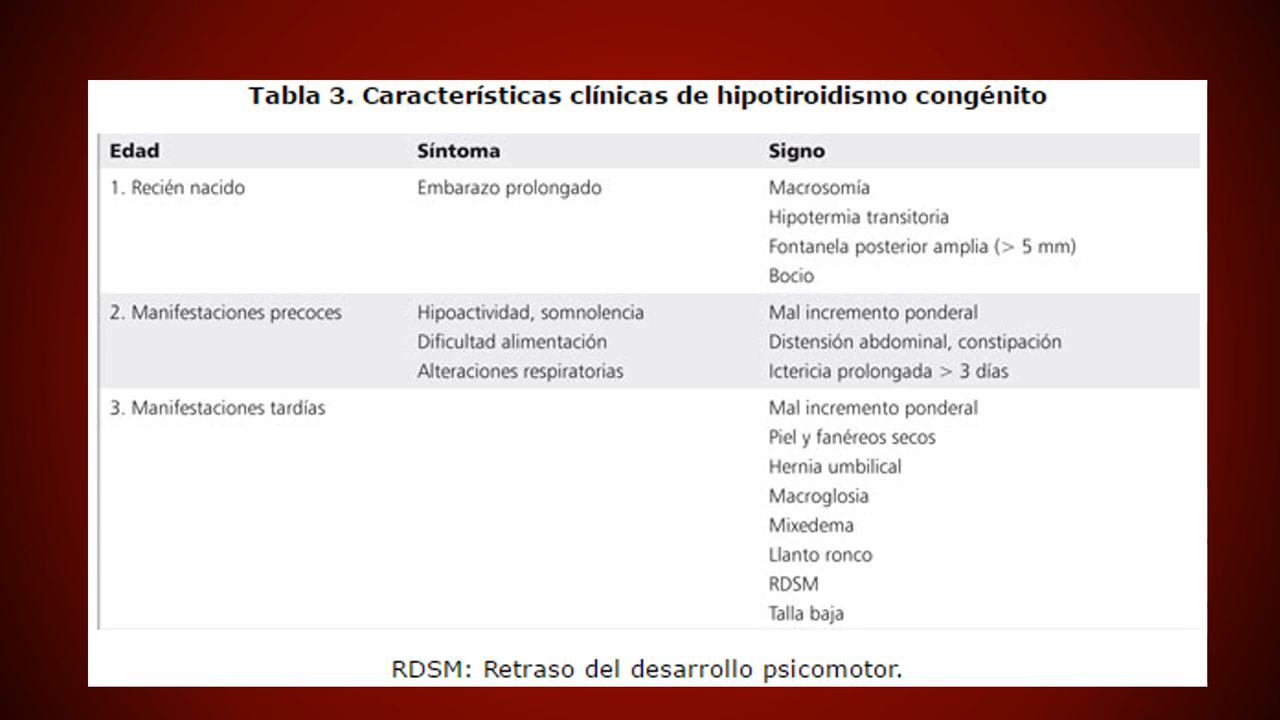 Tabla 3. Características clínicas de hipotiroidismo congénito
Edad Síntoma Signo
1. Recién nacido Embarazo prolongado Macrosomía
Hipotermia transitoria
Fontanela posterior amplia (> 5 mm)
Bocio
2. Manifestaciones precoces Hipoactividad, somnolencia Mal incremento ponderal
Dificultad alimentación Distensión abdominal, constipación
Alteraciones respiratorias Ictericia prolongada > 3 días
3. Manifestaciones tardías Mal incremento ponderal
Piel y fanéreos secos
Hernia umbilical
Macroglosia
Mixedema
Llanto ronco
RDSM
Talla baja
RDSM: Retraso del desarrollo psicomotor.